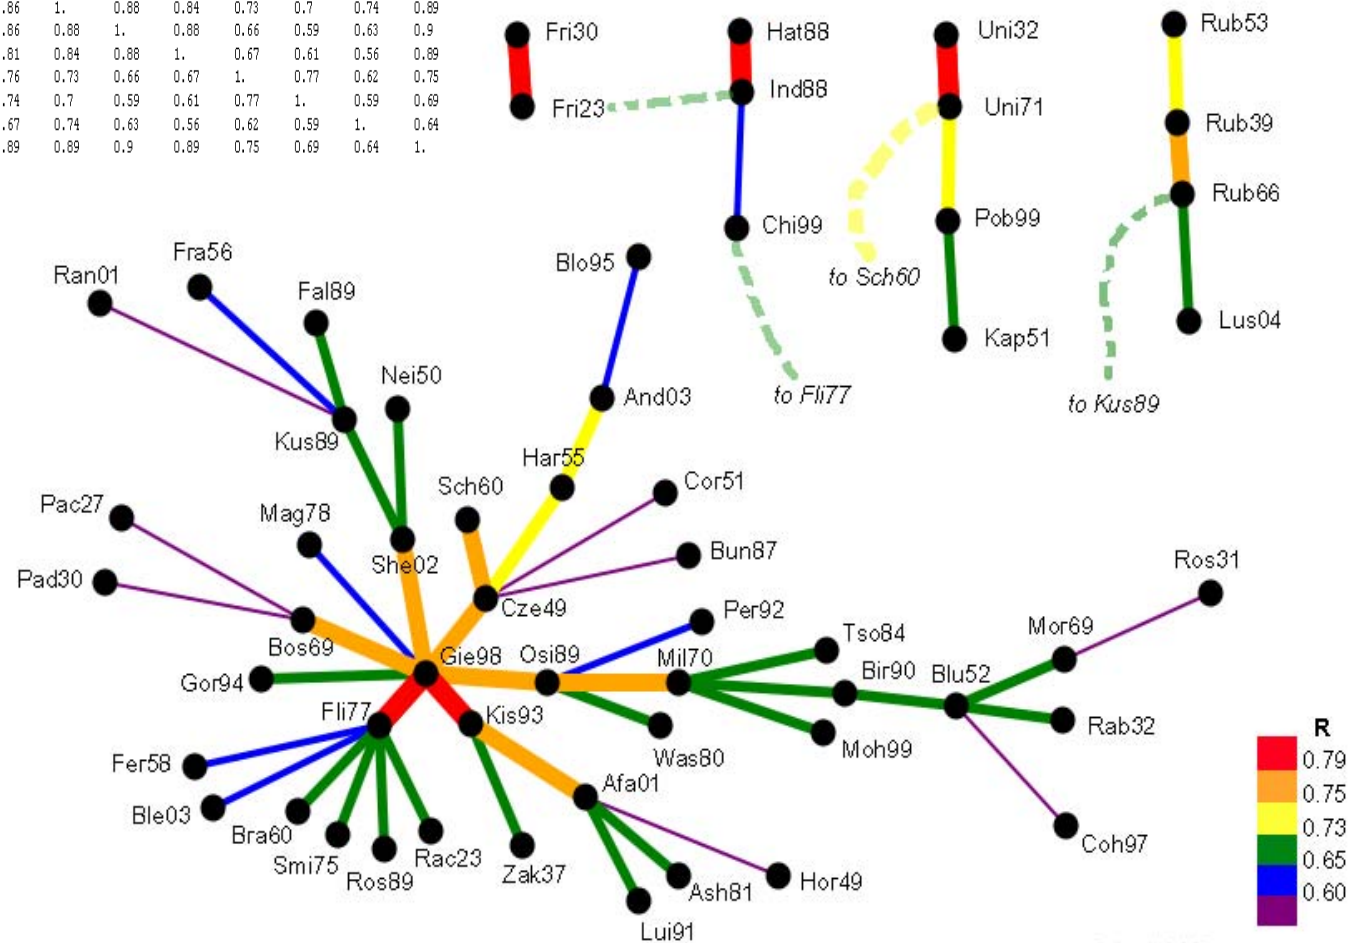 .86 1. 0.88 0.84 0.73 0.7 0.74 0.89
.86 0.88 1. 0.88 0.66 0.59 0.63 0.9
.81 0.84 0.88 1. 0.67 0.61 0.56 0.89
.76 0.73 0.66 0.67 1. 0.77 0.62 0.75
.74 0.7 0.59 0.61 0.77 1. 0.59 0.69
.67 0.74 0.63 0.56 0.62 0.59 1. 0.64
.89 0.89 0.9 0.89 0.75 0.69 0.64 1.
Fri30
Fri23
Hat88
Ind88
Chi99
to Fli77
Uni32
Uni71
to Sch60
Pob99
Kap51
Rub53
Rub39
Rub66
Lus04
to Kus89
Ran01
Fra56
Fal89
Nei50
Kus89
Blo95
And03
Har55
Sch60
Cor51
Bun87
Pac27
Pad30
Mag78
She02
Cze49
Bos69
Gie98
Gor94
Osi89
Per92
Mil70
Tso84
Bir90
Blu52
Mor69
Ros31
Rab32
Coh97
Moh99
Was80
Fli77
Kis93
Fer58
Ble03
Bra60
Smi75
Ros89
Rac23
Zak37
Afa01
Ash81
Hor49
Lui91
R
0.79
0.75
0.73
0.65
0.60